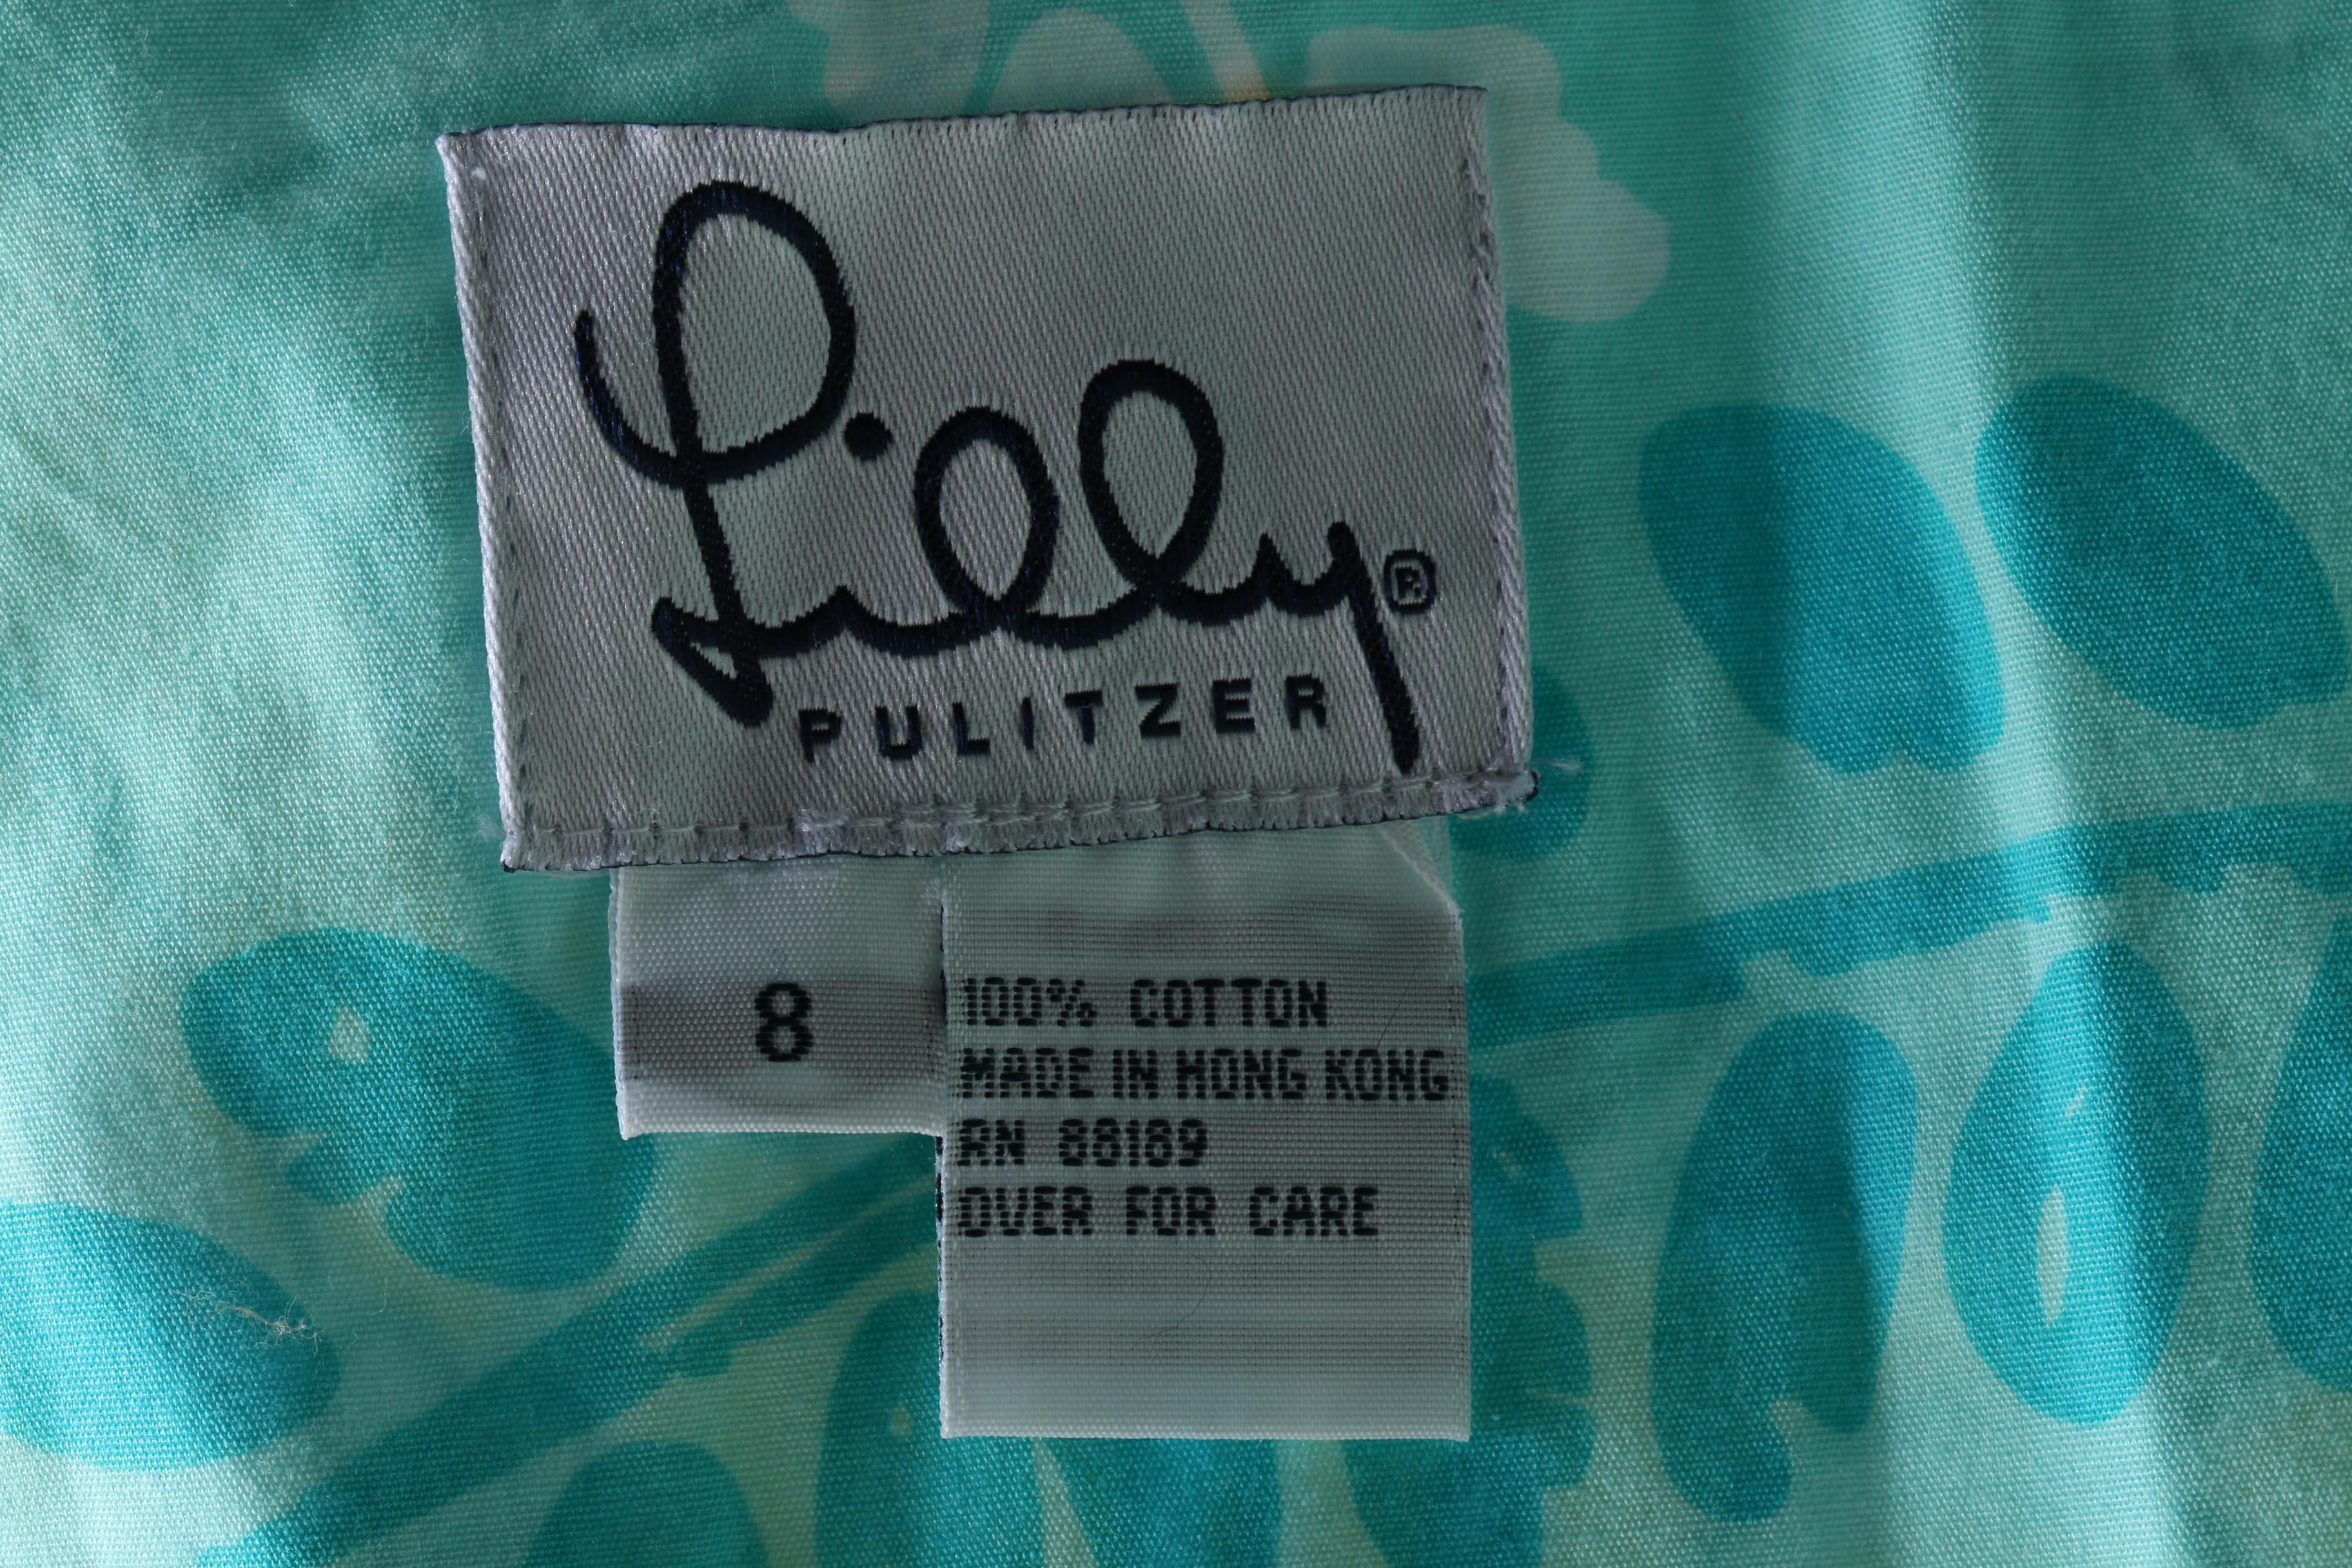 Lilly®
PULITZER
8
100% COTTON
MADE IN HONG KONG
RN 88189
OVER FOR CARE